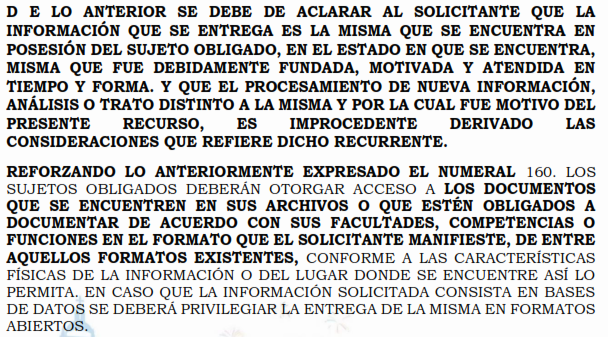 D E LO ANTERIOR SE DEBE DE ACLARAR AL SOLICITANTE QUE LA
INFORMACIÓN QUE SE ENTREGA ES LA MISMA QUE SE ENCUENTRA EN
POSESIÓN DEL SUJETO OBLIGADO, EN EL ESTADO EN QUE SE ENCUENTRA,
MISMA QUE FUE DEBIDAMENTE FUNDADA, MOTIVADA Y ATENDIDA EN
TIEMPO Y FORMA. Y QUE EL PROCESAMIENTO DE NUEVA INFORMACIÓN,
ANÁLISIS O TRATO DISTINTO A LA MISMA Y POR LA CUAL FUE MOTIVO DEL
PRESENTE RECURSO, ES IMPROCEDENTE DERIVADO LAS
CONSIDERACIONES QUE REFIERE DICHO RECURRENTE.
REFORZANDO LO ANTERIORMENTE EXPRESADO EL NUMERAL 160. LOS
SUJETOS OBLIGADOS DEBERÁN OTORGAR ACCESO A LOS DOCUMENTOS
QUE SE ENCUENTREN EN SUS ARCHIVOS O QUE ESTÉN OBLIGADOS A
DOCUMENTAR DE ACUERDO CON SUS FACULTADES, COMPETENCIAS O
FUNCIONES EN EL FORMATO QUE EL SOLICITANTE MANIFIESTE, DE ENTRE
AQUELLOS FORMATOS EXISTENTES, CONFORME A LAS CARACTERÍSTICAS
FÍSICAS DE LA INFORMACIÓN O DEL LUGAR DONDE SE ENCUENTRE ASÍ LO
PERMITA. EN CASO QUE LA INFORMACIÓN SOLICITADA CONSISTA EN BASES
DE DATOS SE DEBERÁ PRIVILEGIAR LA ENTREGA DE LA MISMA EN FORMATOS
ABIERTOS.